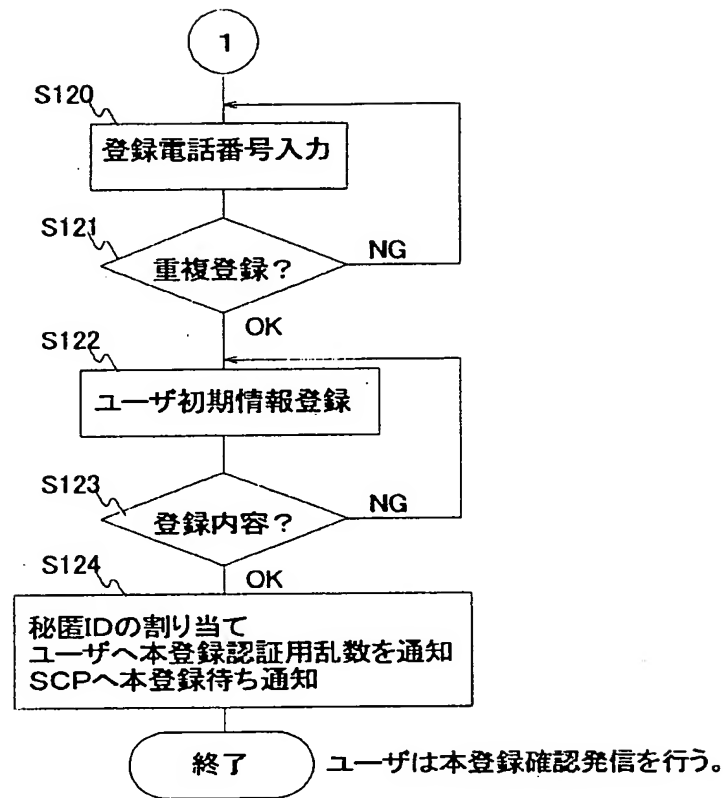 1
S120
登録電話番号入力
S121
重複登録？
NG
OK
S122
ユーザ初期情報登録
S123
登録内容？
NG
S124
OK
秘匿IDの割り当て
ユーザへ本登録認証用乱数を通知
SCPへ本登録待ち通知
終了
ユーザは本登録確認発信を行う。